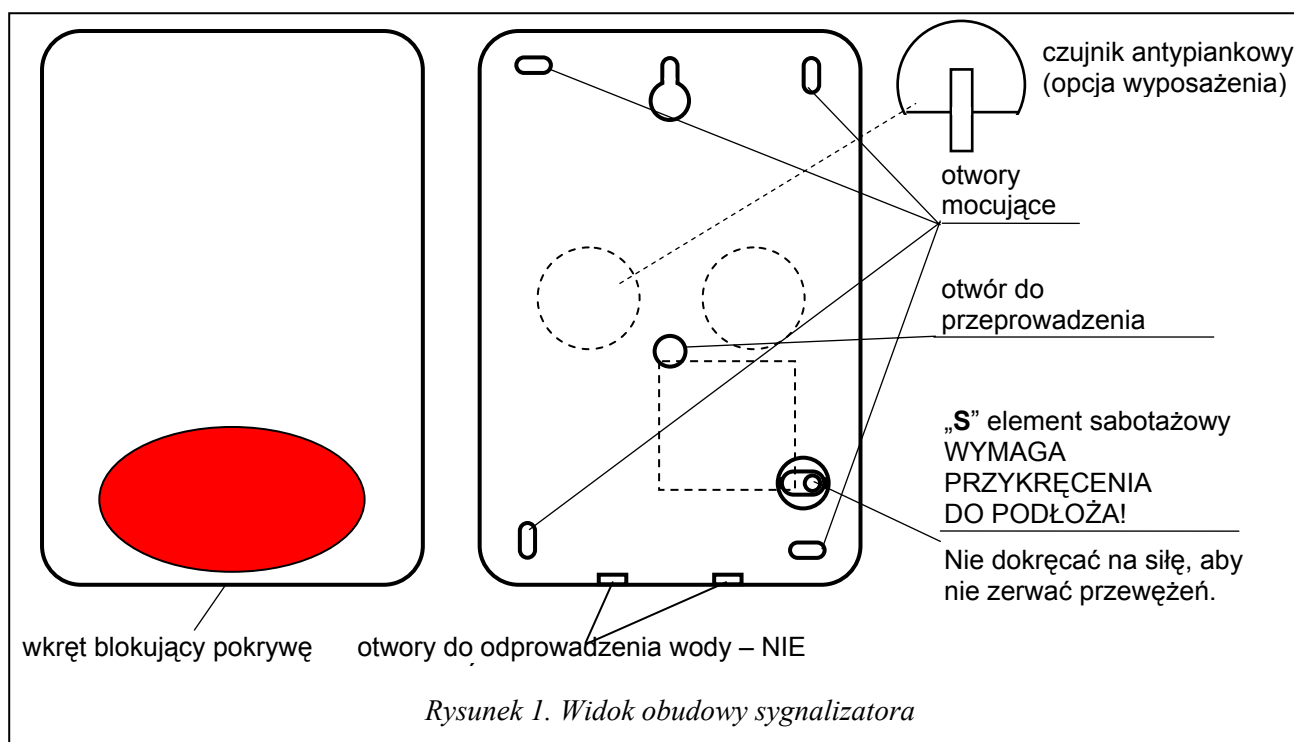 czujnik antypiankowy
(opcja wyposażenia)
otwory
mocujące
otwór do
przeprowadzenia
„S” element sabotażowy
WYMAGA
PRZYKRĘCENIA
DO PODŁOŻA!
Nie dokręcać na siłę, aby
nie zerwać przewężeń.
wkręt blokujący pokrywę
otwory do odprowadzenia wody – NIE
Rysunek 1. Widok obudowy sygnalizatora